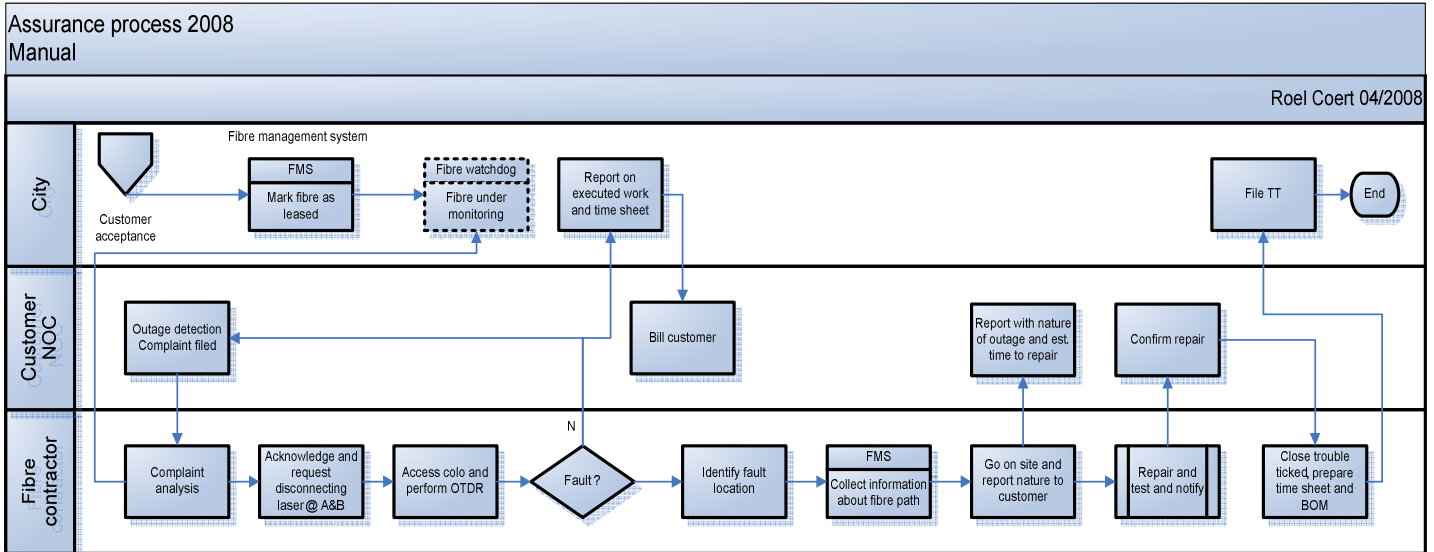 Assurance process 2008
Manual
Roel Coert 04/2008
City
Fibre management system
Customer
acceptance
FMS
Mark fibre as
leased
Fibre watchdog
Fibre under
monitoring
Report on
executed work
and time sheet
File TT
End
Customer
NOC
Outage detection
Complaint filed
Bill customer
Report with nature
of outage and est.
time to repair
Confirm repair
Fibre
contractor
Complaint
analysis
Acknowledge and
request
disconnecting
laser@ A&B
Access colo and
perform OTDR
N
Fault?
Identify fault
location
FMS
Collect information
about fibre path
Go on site and
report nature to
customer
Repair and
test and notify
Close trouble
ticked, prepare
time sheet and
BOM